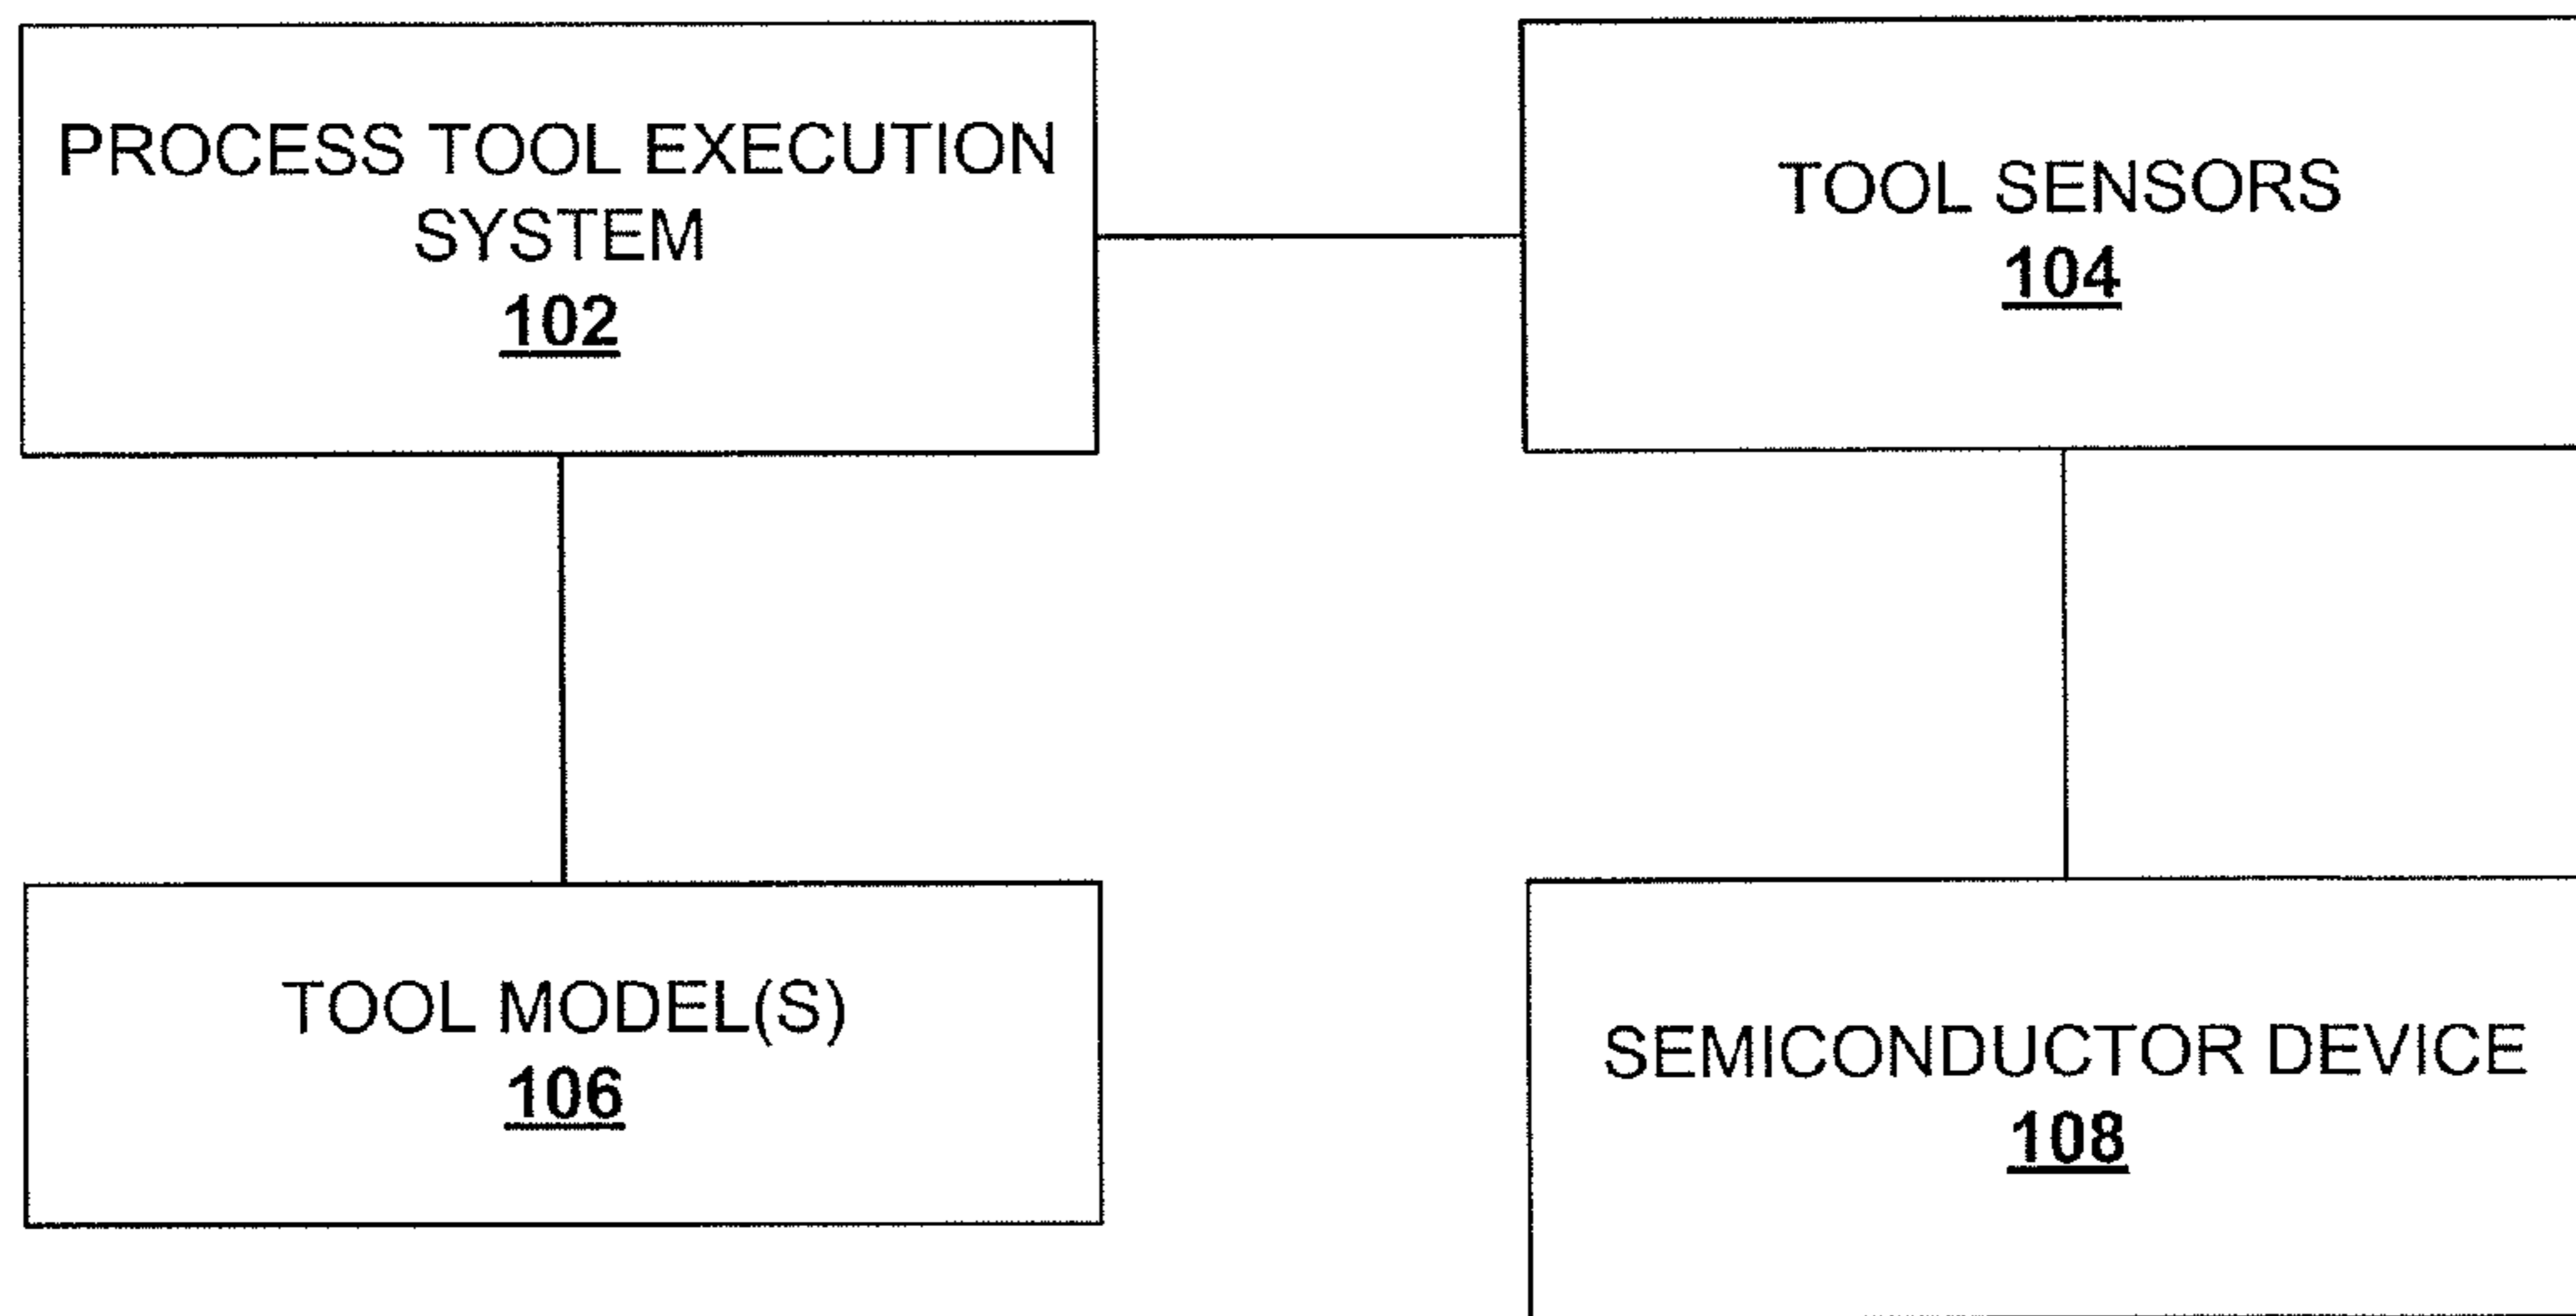 PROCESS TOOL EXECUTION
SYSTEM
102
TOOL SENSORS
104
TOOL MODEL(S)
106
SEMICONDUCTOR DEVICE
108